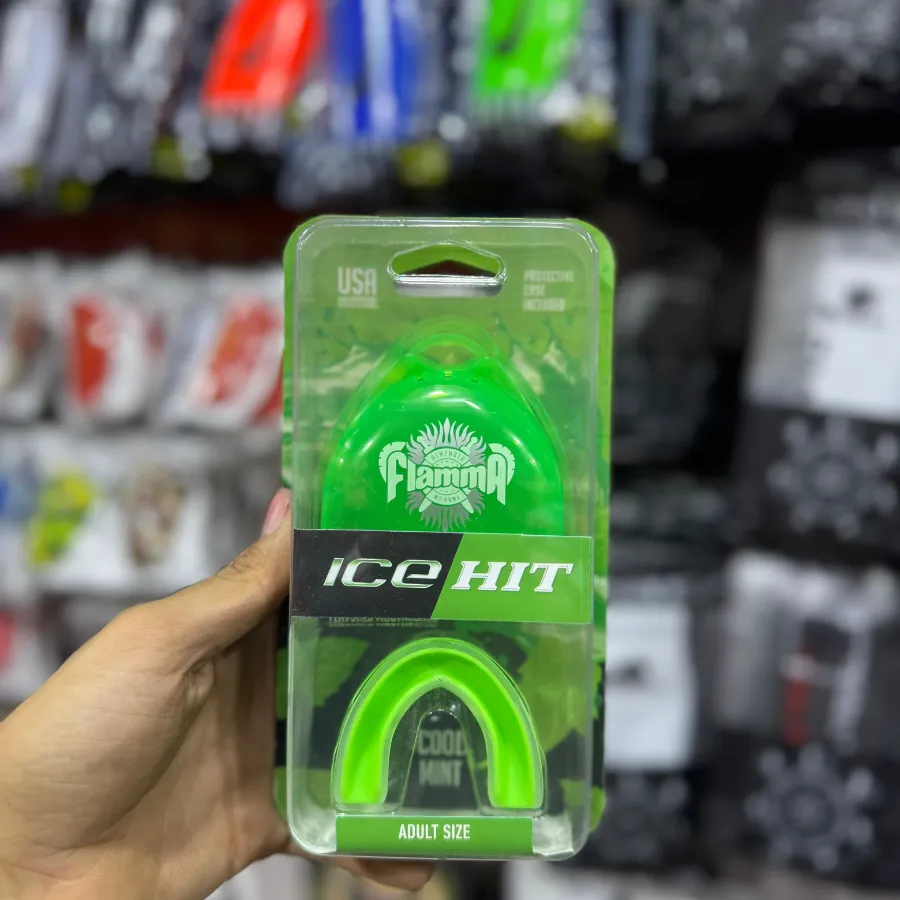 USA
PROTECTIVE
CASE
INCLUDED
FlammA
ICE HIT
COOL
MINT
ADULT SIZE